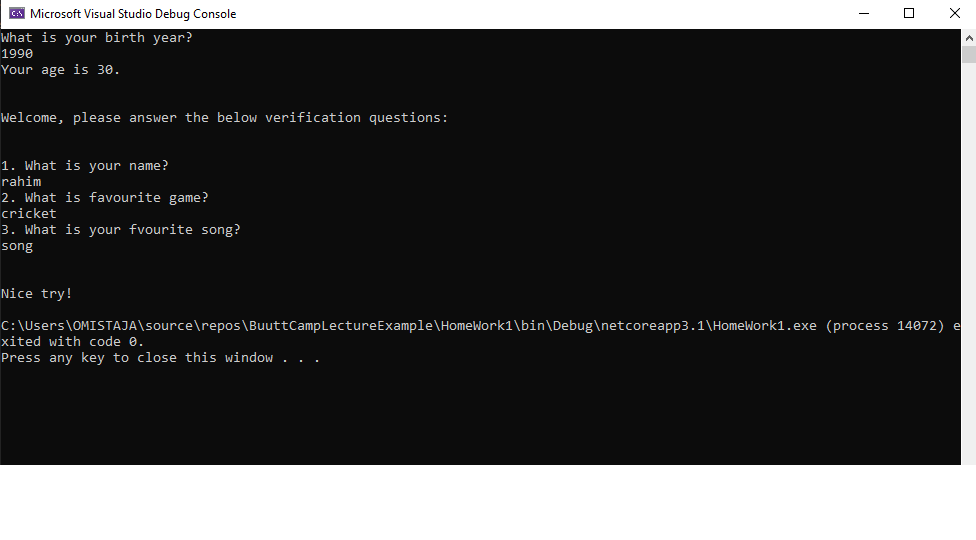 Microsoft Visual Studio Debug Console
What is your birth year?
1990
Your age is 30.
Welcome, please answer the below verification questions:
1. What is your name?
rahim
2. What is favourite game?
cricket
3. What is your fvourite song?
song
Nice try!
C:\Users\OMISTAJA\source\repos\BuuttCampLectureExample\HomeWork1\bin\Debug\netcoreapp3.1\HomeWork1.exe (process 14072) e
xited with code 0.
Press any key to close this window . . .